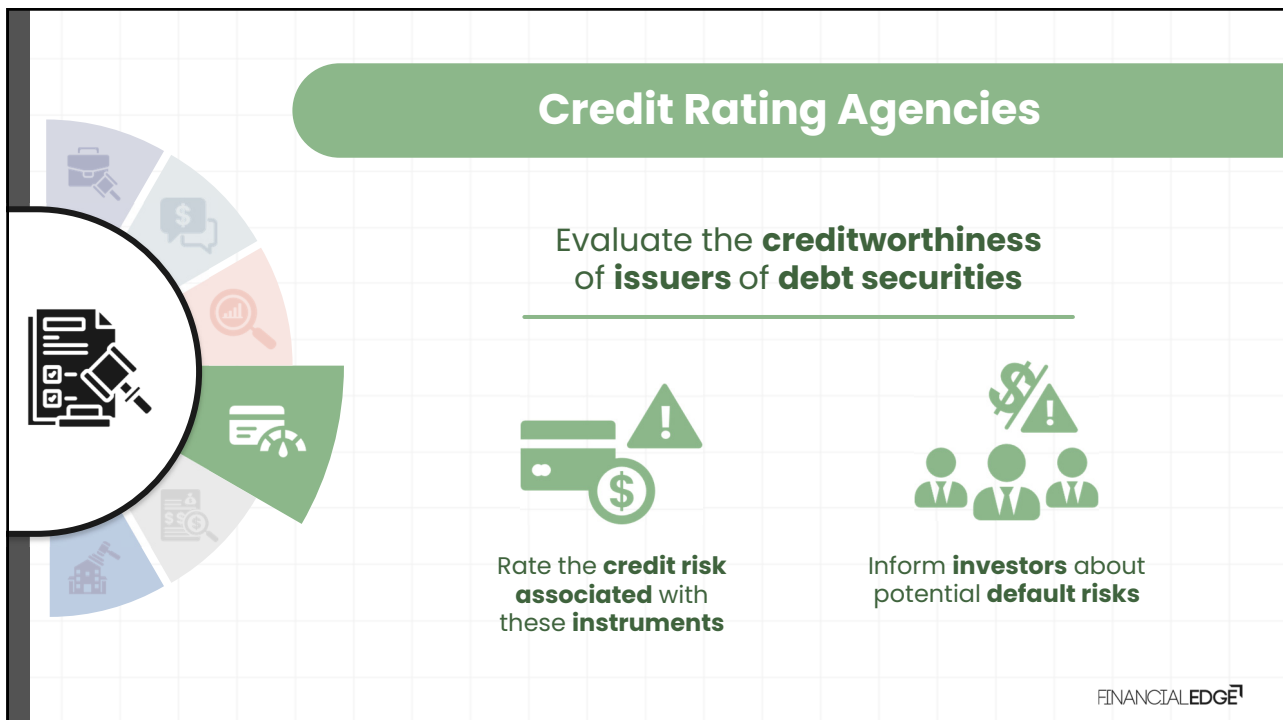 Credit Rating Agencies
Evaluate the creditworthiness
of issuers of debt securities
Rate the credit risk
associated with
these instruments
Inform investors about
potential default risks
FINANCIALEDGE